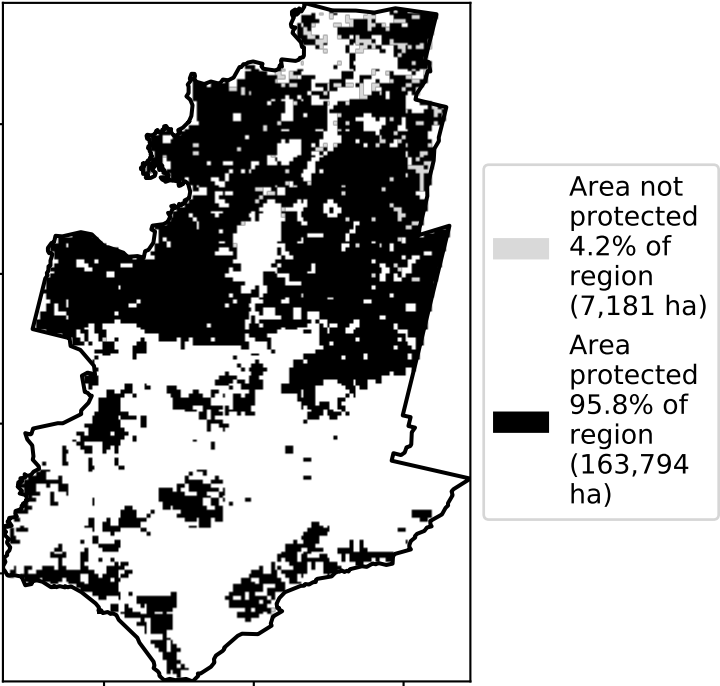 Area not
protected
4.2% of
region
(7,181 ha)
Area
protected
95.8% of
region
(163,794
ha)